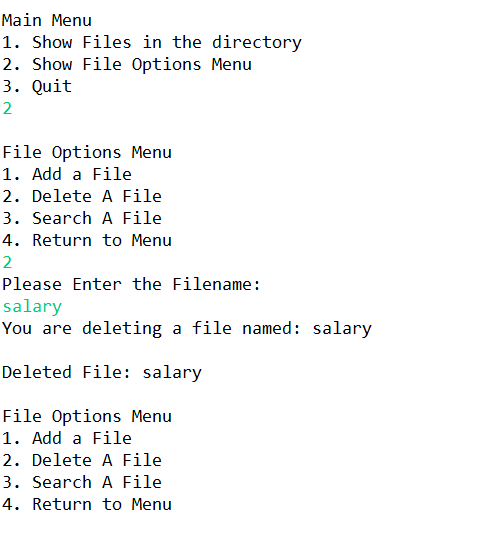 Main Menu
1. Show Files in the directory
2. Show File Options Menu
3. Quit
2
File Options Menu
1. Add a File
2. Delete A File
3. Search A File
4. Return to Menu
2
Please Enter the Filename:
salary
You are deleting a file named: salary
Deleted File: salary
File Options Menu
1. Add a File
2. Delete A File
3. Search A File
4. Return to Menu